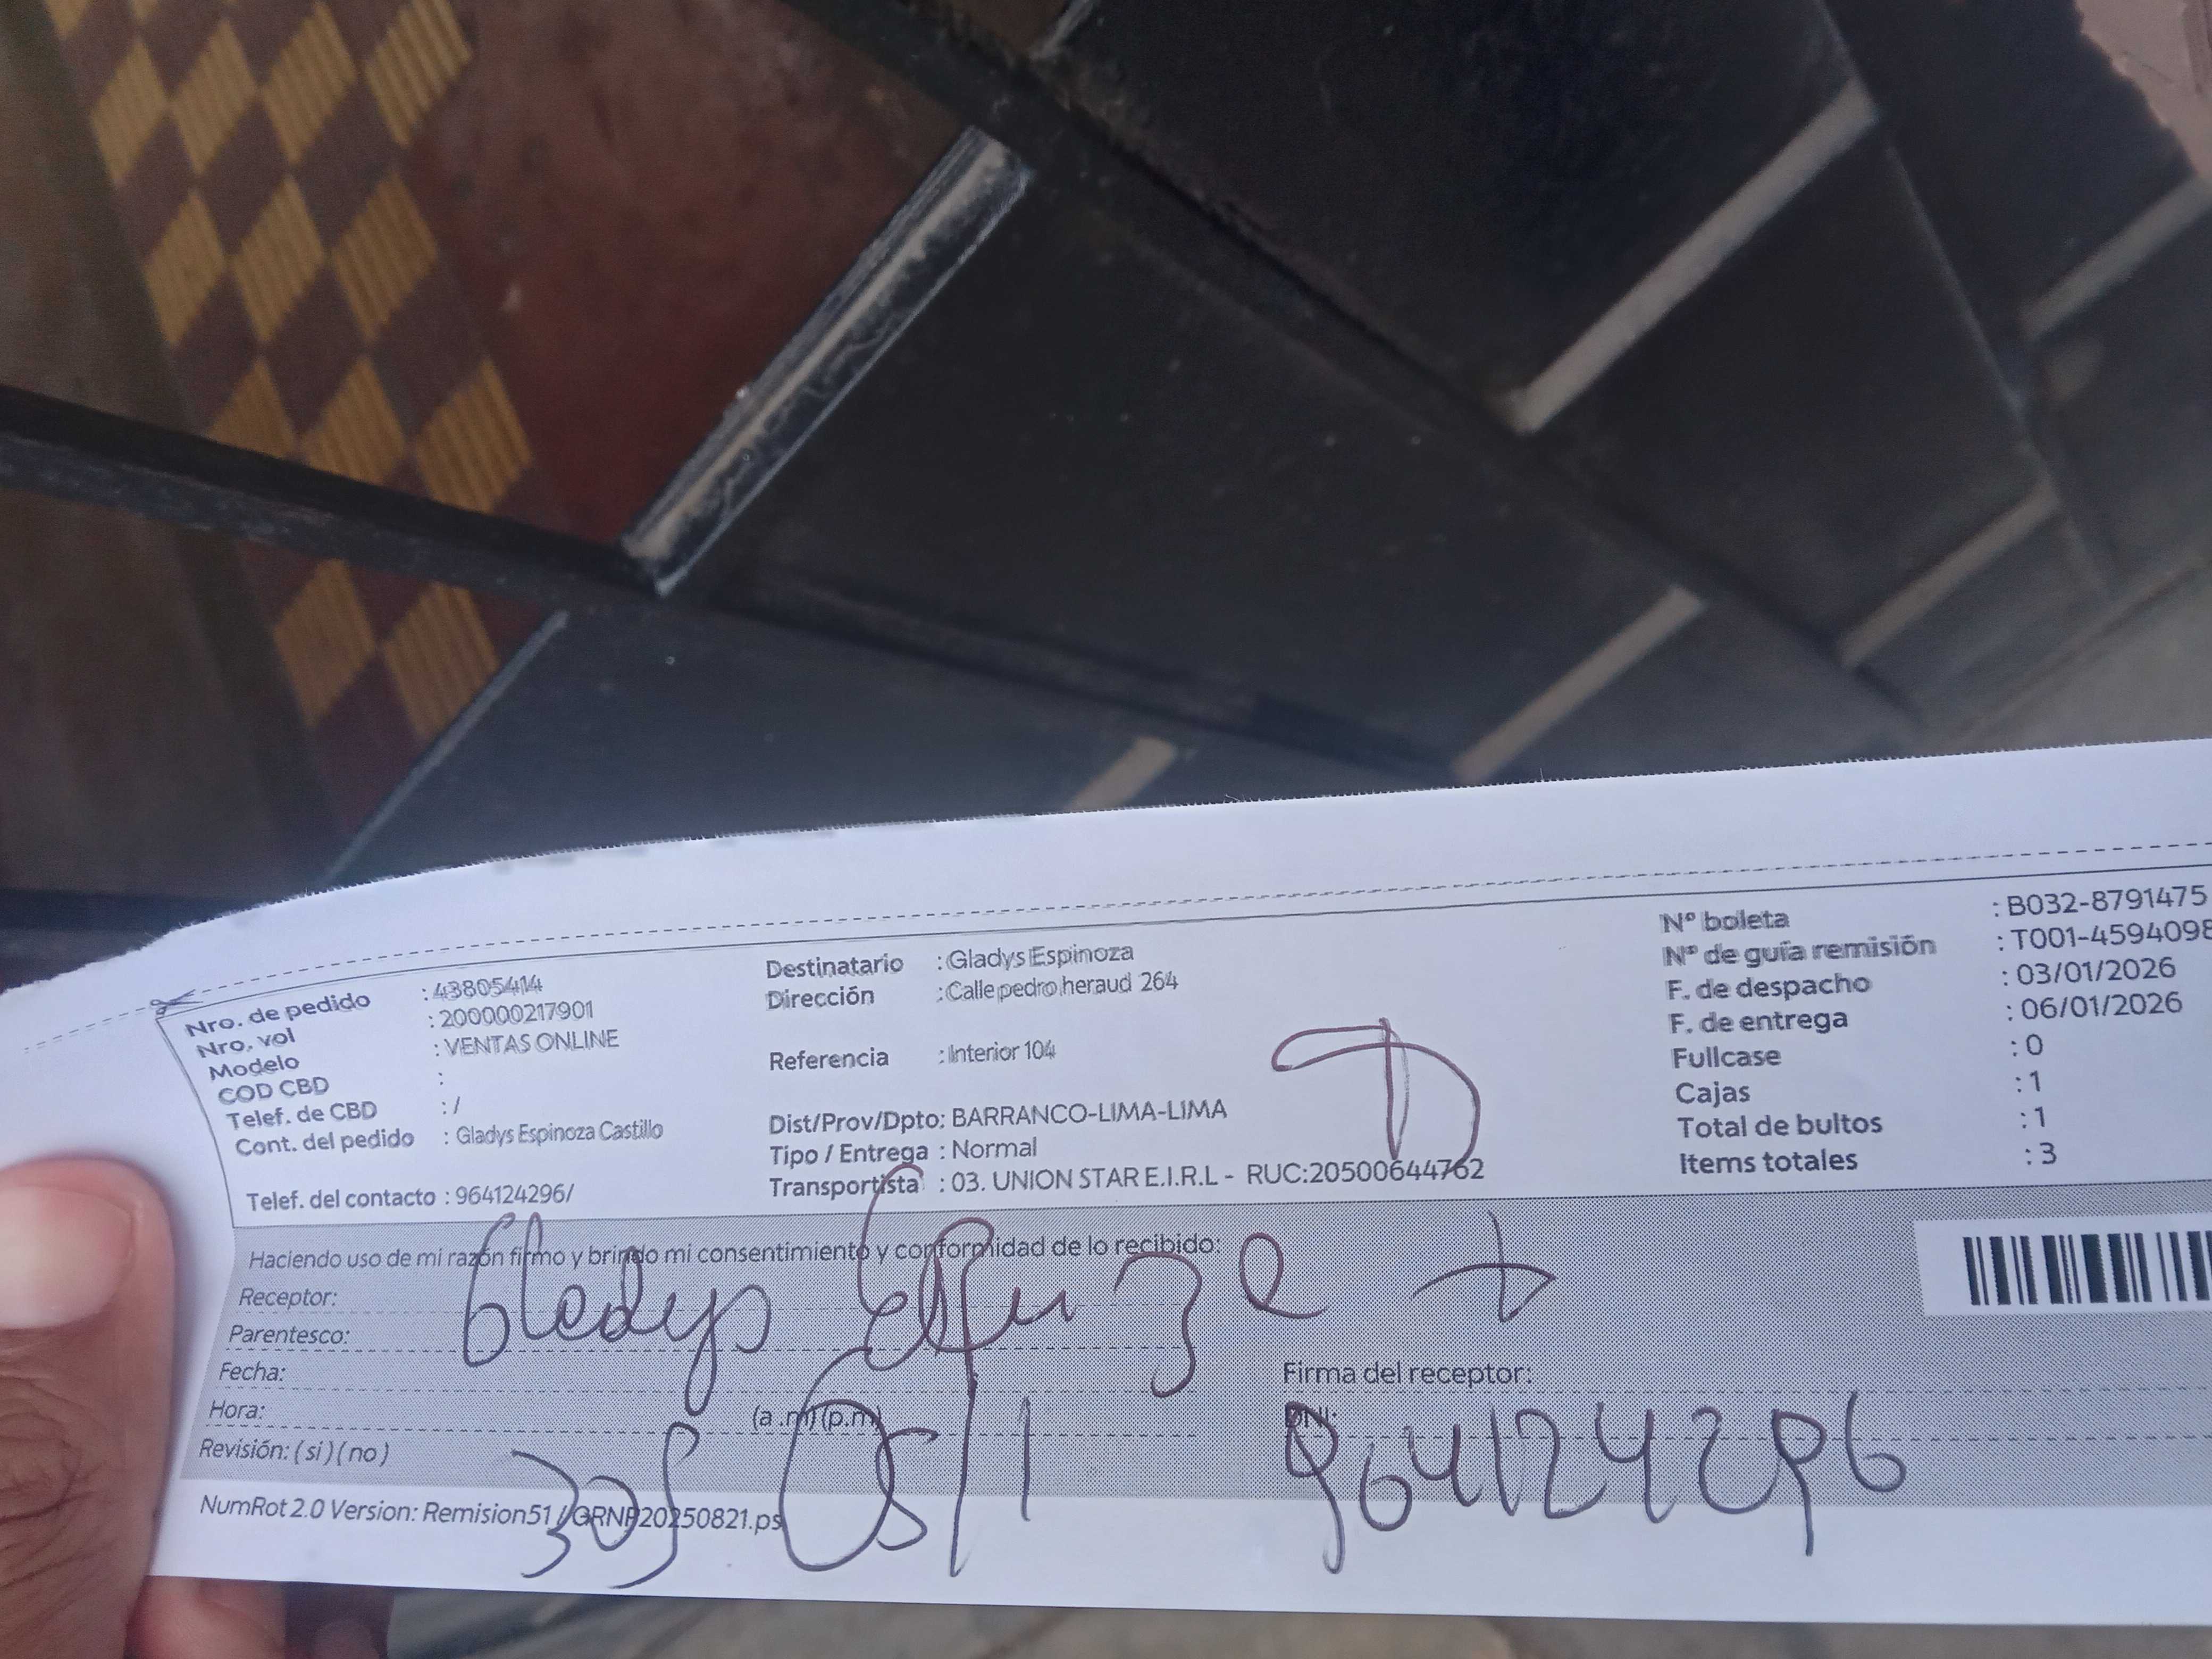 Nro. de pedido : 43805414
Nro. vol : 200000217901
Modelo : VENTAS ONLINE
COD CBD :
Telef. de CBD : /
Cont. del pedido : Gladys Espinoza Castillo
Telef. del contacto : 964124296/
Destinatario : Gladys Espinoza
Dirección : Calle pedro heraud 264
Referencia : Interior 104
Dist/Prov/Dpto: BARRANCO-LIMA-LIMA
Tipo / Entrega : Normal
Transportista : 03. UNION STAR E.I.R.L - RUC:20500644762
Nº boleta : B032-8791475
Nº de guía remisión : T001-4594098
F. de despacho : 03/01/2026
F. de entrega : 06/01/2026
Fullcase : 0
Cajas : 1
Total de bultos : 1
Items totales : 3
Haciendo uso de mi razón firmo y brindo mi consentimiento y conformidad de lo recibido:
Receptor: Gladys
Parentesco:
Fecha:
Hora: (a .m) (p.m)
Revisión: ( si ) ( no )
Firma del receptor:
DNI:
305 05/1 964124296
NumRot 2.0 Version: Remision51 / GRNP20250821.ps